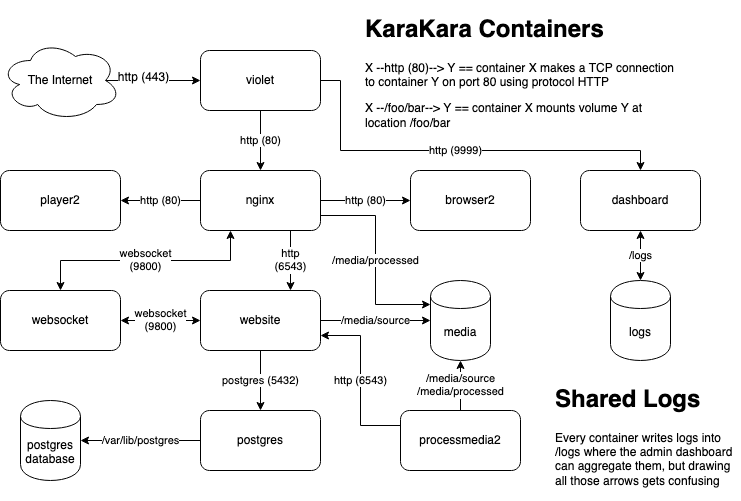 KaraKara Containers
X --http (80)--> Y == container X makes a TCP connection
to container Y on port 80 using protocol HTTP
X --/foo/bar--> Y == container X mounts volume Y at
location /foo/bar
The Internet
http (443)
violet
http (80)
http (9999)
player2
http (80)
nginx
http (80)
browser2
dashboard
websocket
(9800)
http
(6543)
/media/processed
/logs
websocket
websocket
(9800)
website
/media/source
media
logs
postgres (5432)
http (6543)
/media/source
/media/processed
postgres
database
/var/lib/postgres
postgres
processmedia2
Shared Logs
Every container writes logs into
/logs where the admin dashboard
can aggregate them, but drawing
all those arrows gets confusing